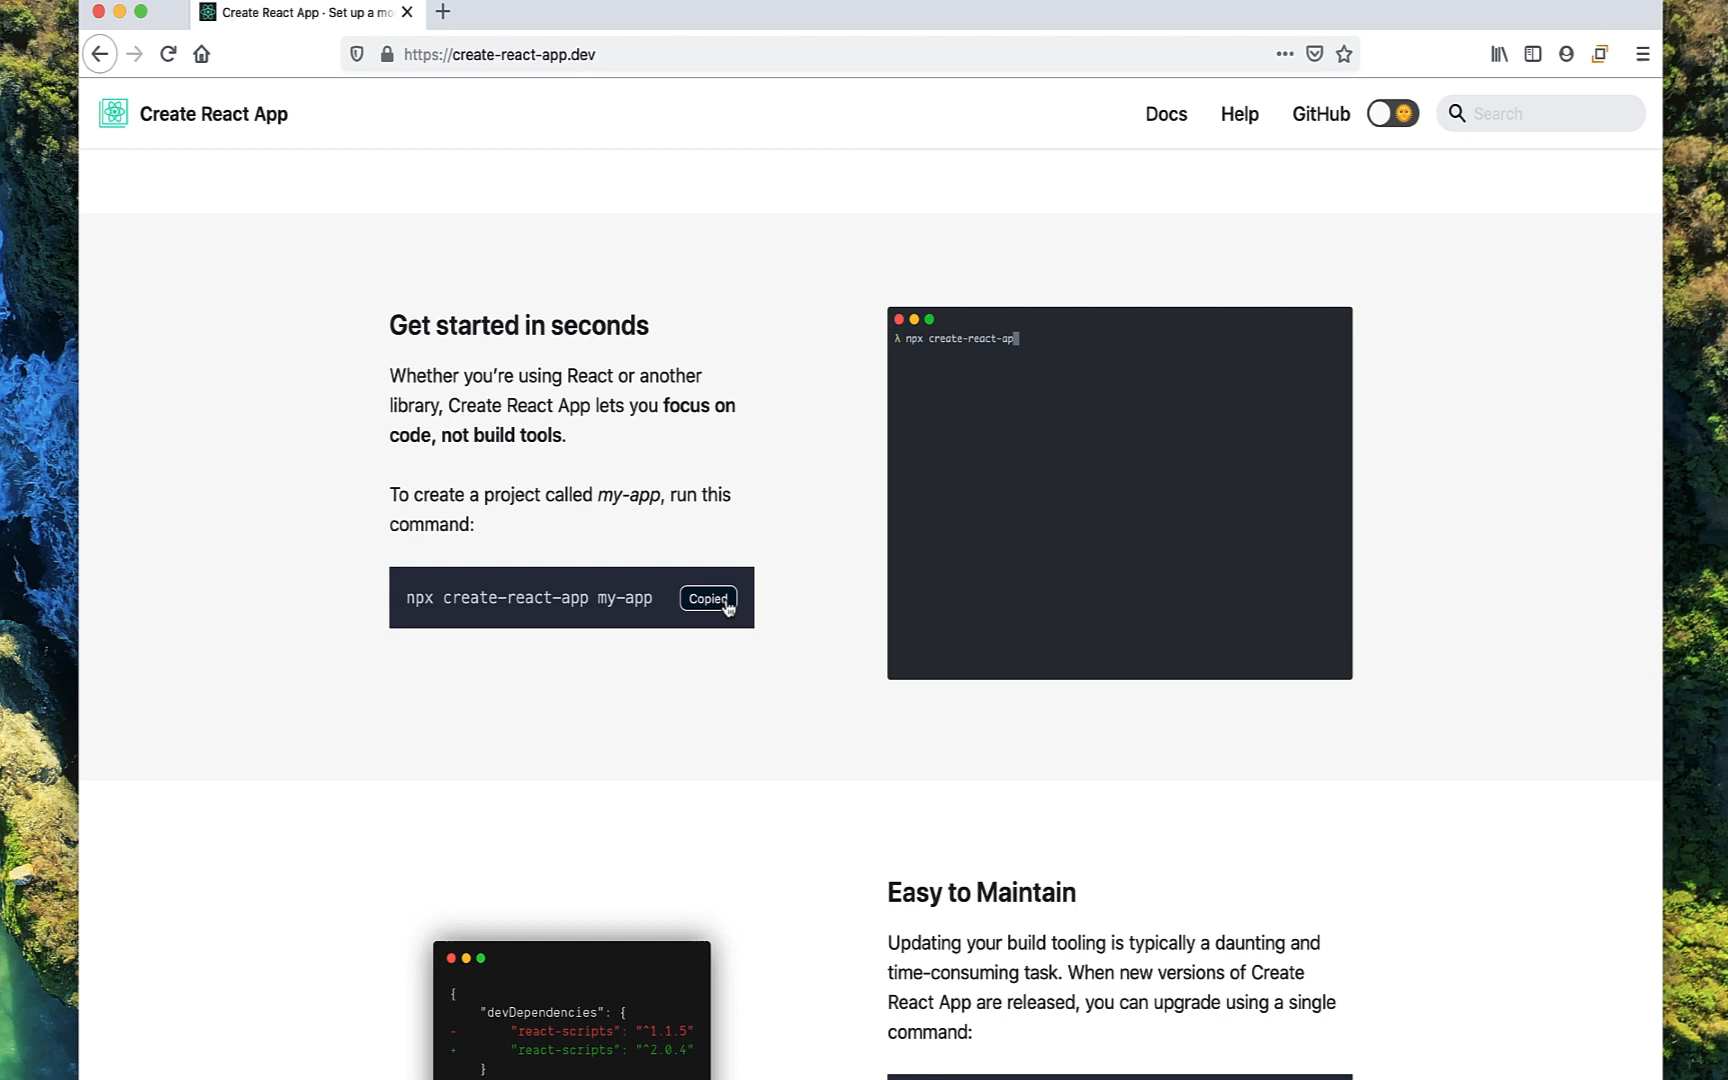 Create React App · Set up a mo
https://create-react-app.dev
Create React App
Docs
Help
GitHub
Search
Get started in seconds
Whether you’re using React or another
library, Create React App lets you focus on
code, not build tools.
To create a project called my-app, run this
command:
npx create-react-app my-app
Copied
λ npx create-react-ap
Easy to Maintain
Updating your build tooling is typically a daunting and
time-consuming task. When new versions of Create
React App are released, you can upgrade using a single
command:
{
"devDependencies": {
- "react-scripts": "^1.1.5"
+ "react-scripts": "^2.0.4"
}